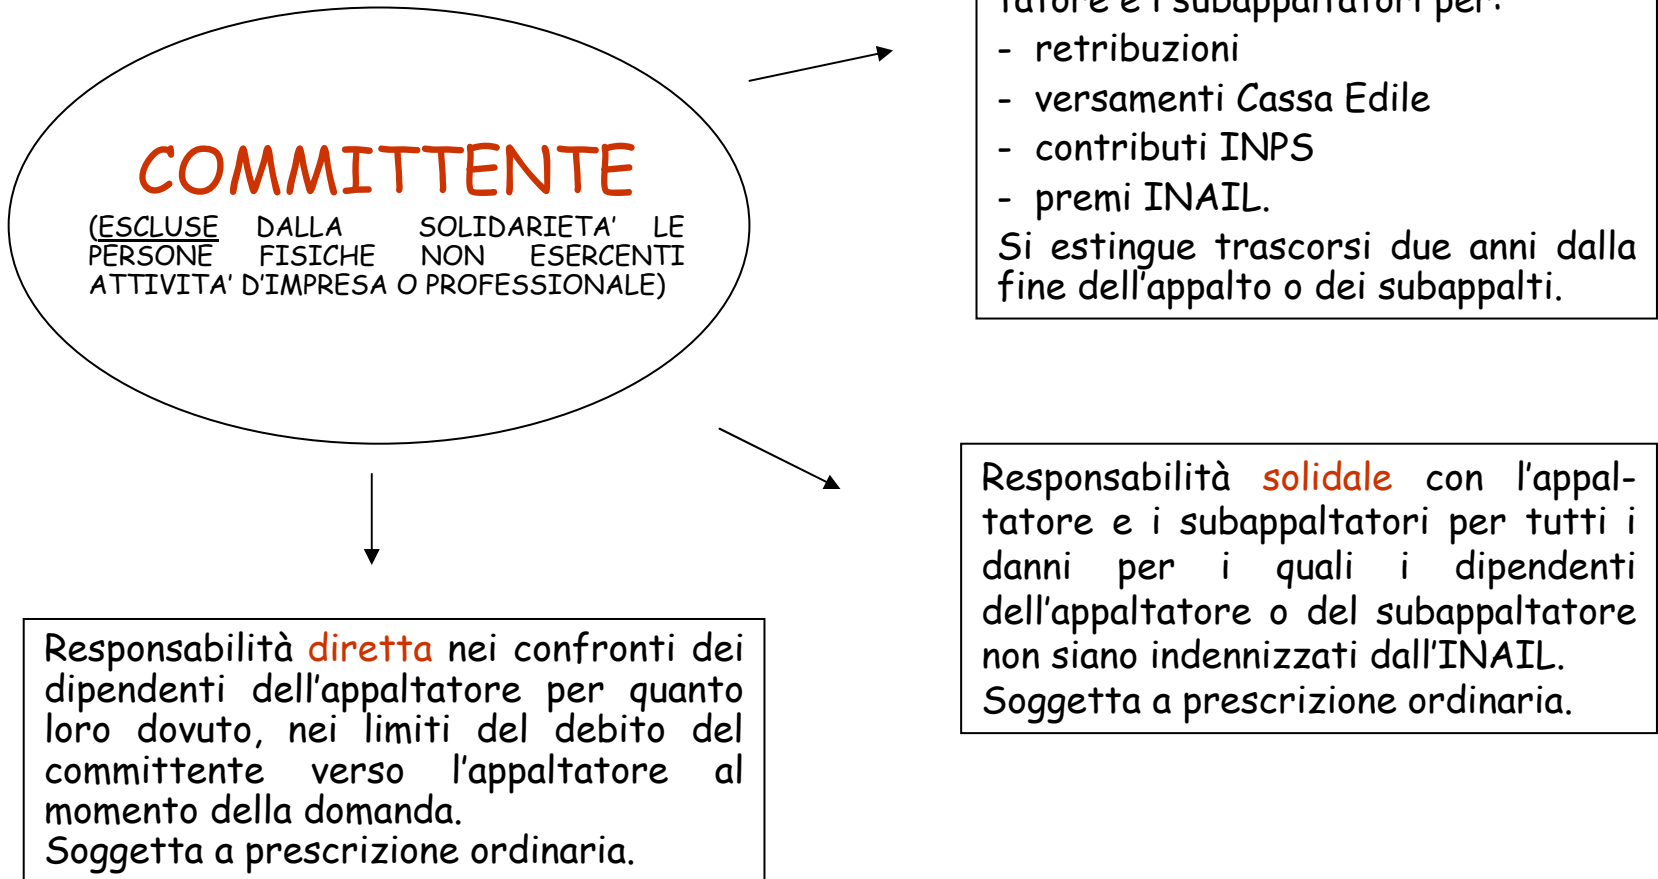 COMMITTENTE
(ESCLUSE DALLA SOLIDARIETA' LE
PERSONE FISICHE NON ESERCENTI
ATTIVITA' D'IMPRESA O PROFESSIONALE)
tatore e i subappaltatori per:
- retribuzioni
- versamenti Cassa Edile
- contributi INPS
- premi INAIL.
Si estingue trascorsi due anni dalla
fine dell'appalto o dei subappalti.
Responsabilità solidale con l'appal-
tatore e i subappaltatori per tutti i
danni per i quali i dipendenti
dell'appaltatore o del subappaltatore
non siano indennizzati dall'INAIL.
Soggetta a prescrizione ordinaria.
Responsabilità diretta nei confronti dei
dipendenti dell'appaltatore per quanto
loro dovuto, nei limiti del debito del
committente verso l'appaltatore al
momento della domanda.
Soggetta a prescrizione ordinaria.